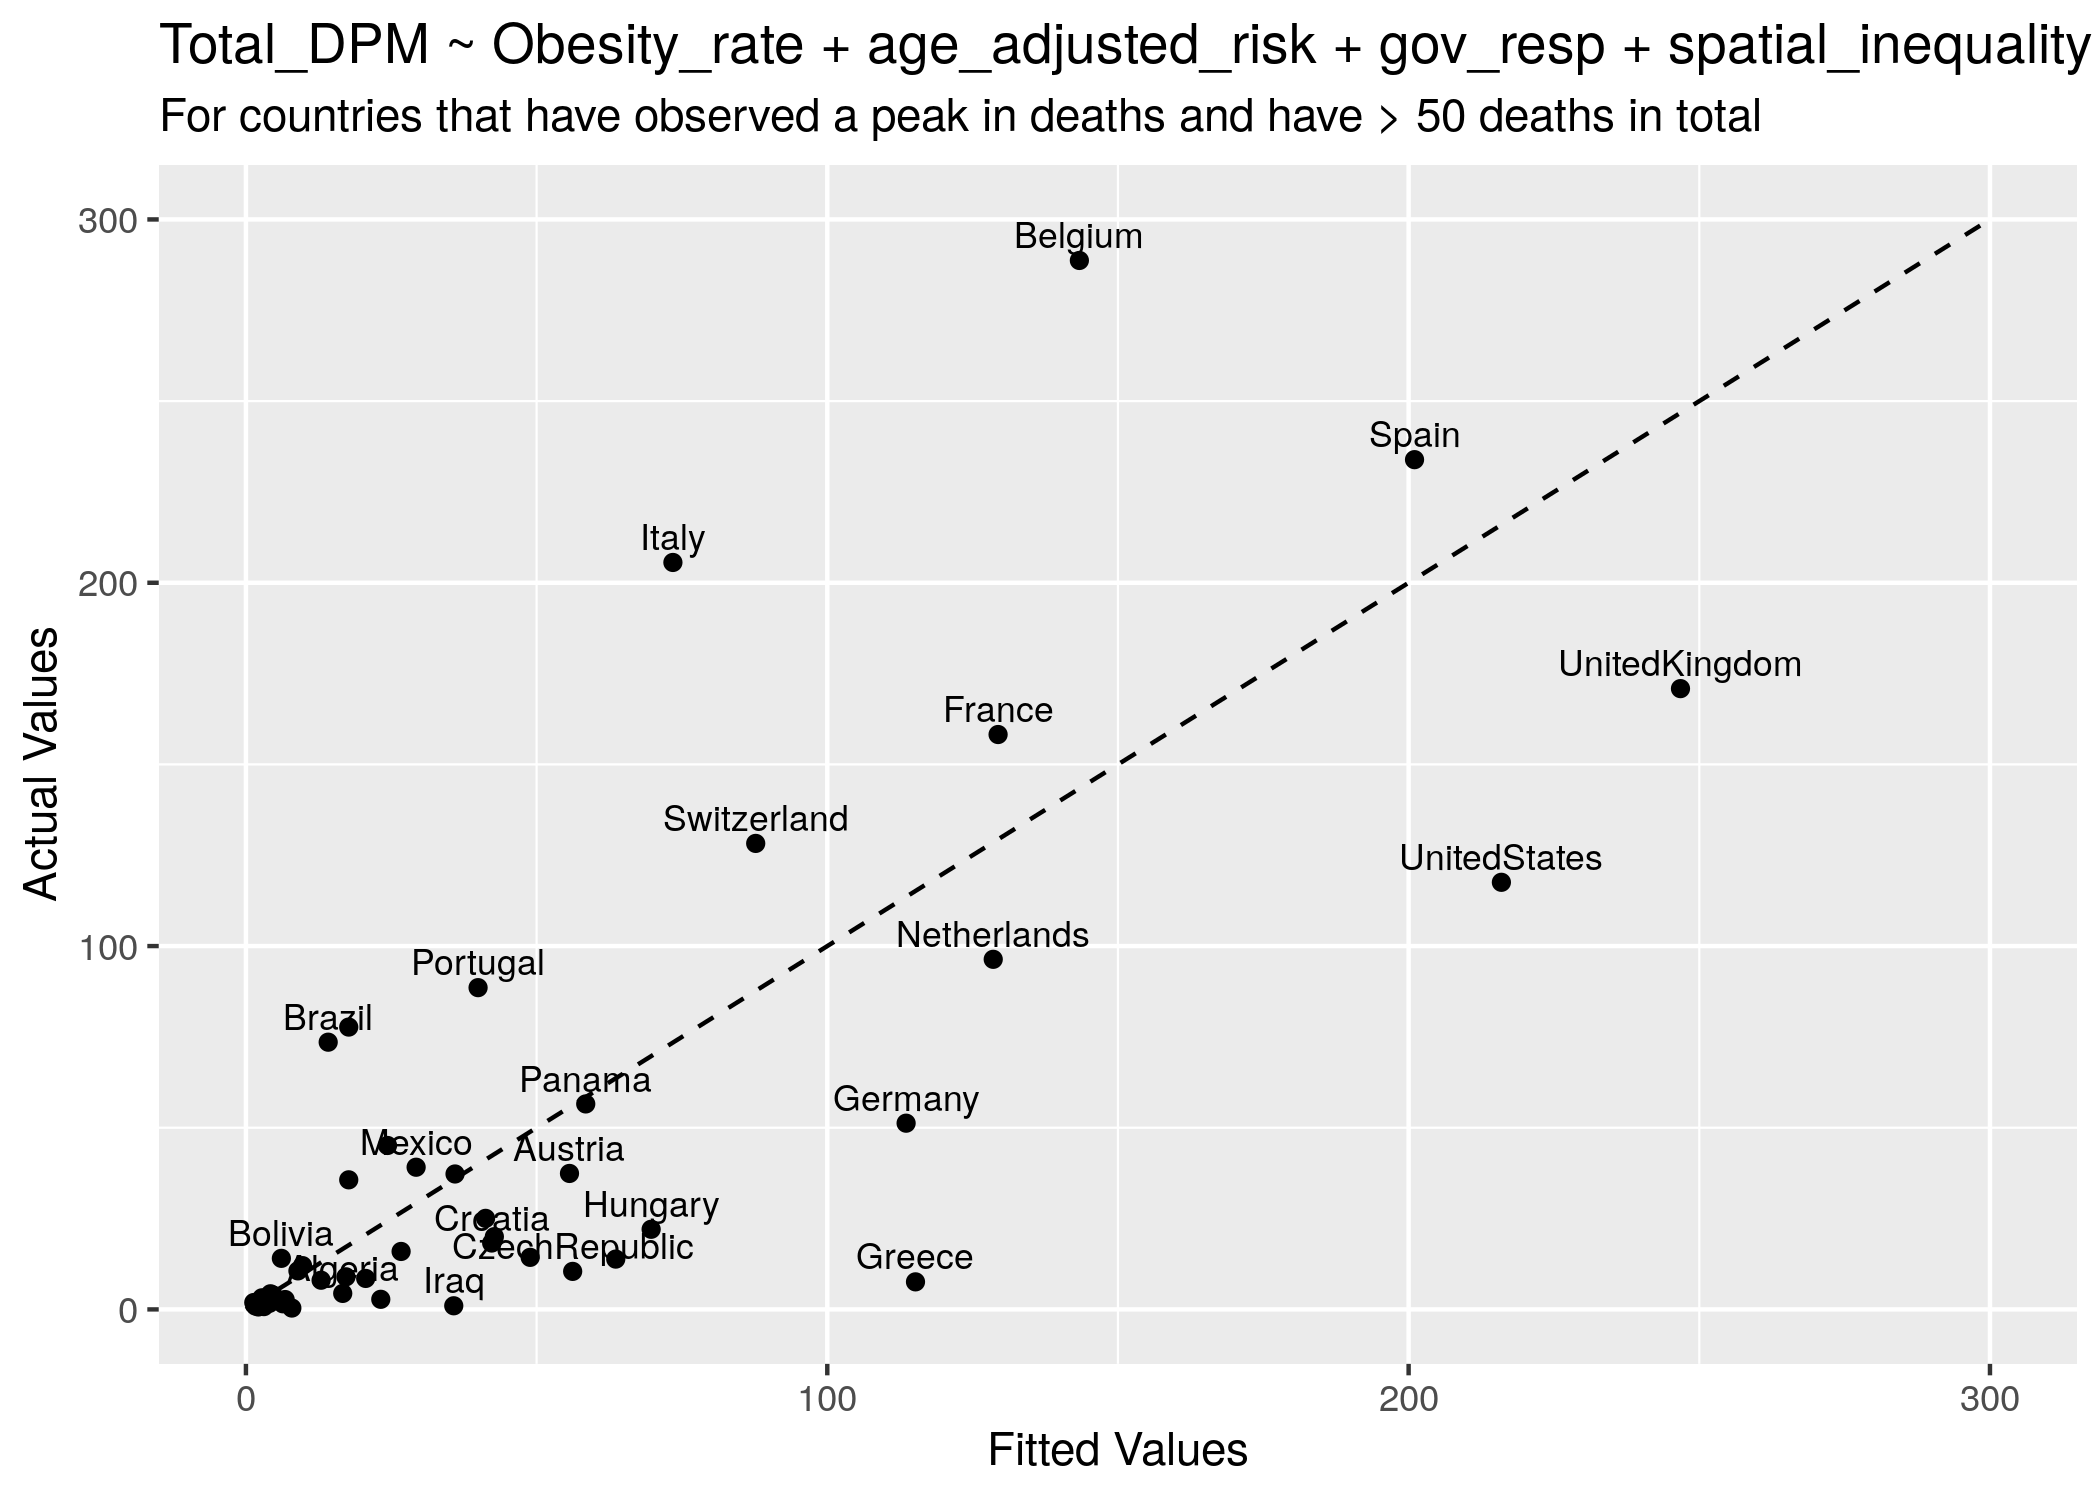 Total_DPM ~ Obesity_rate + age_adjusted_risk + gov_resp + spatial_inequality
For countries that have observed a peak in deaths and have > 50 deaths in total
300
Belgium
Spain
Italy
200
UnitedKingdom
France
Switzerland
UnitedStates
Netherlands
100
Portugal
Brazil
Panama
Germany
Mexico
Austria
Hungary
Croatia
Bolivia
CzechRepublic
Greece
Algeria
Iraq
0
Actual Values
0 100 200 300
Fitted Values